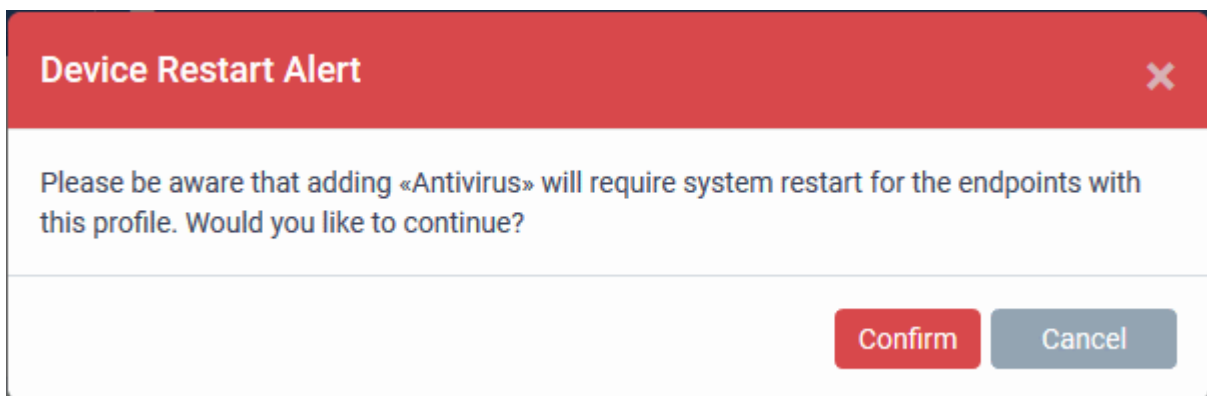 Device Restart Alert
Please be aware that adding «Antivirus» will require system restart for the endpoints with
this profile. Would you like to continue?
Confirm
Cancel